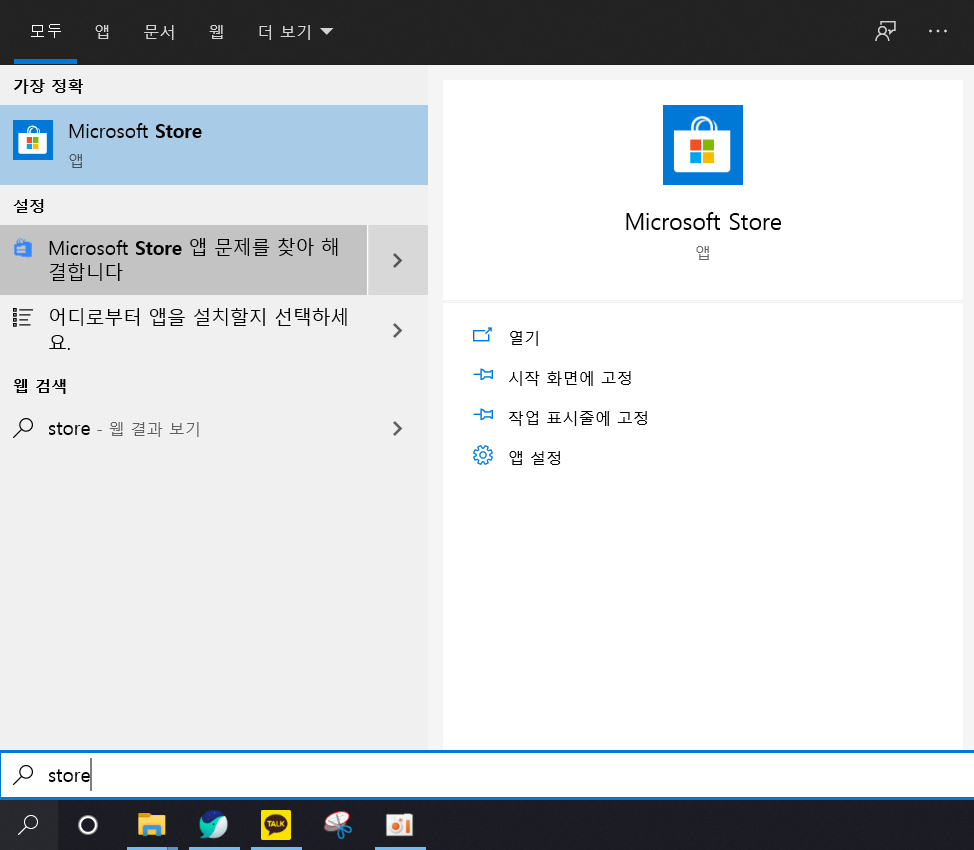 모두 앱 문서 웹 더 보기
가장 정확
Microsoft Store
앱
설정
Microsoft Store 앱 문제를 찾아 해
결합니다
어디로부터 앱을 설치할지 선택하세
요.
웹 검색
store - 웹 결과 보기
Microsoft Store
앱
열기
시작 화면에 고정
작업 표시줄에 고정
앱 설정
store
TALK